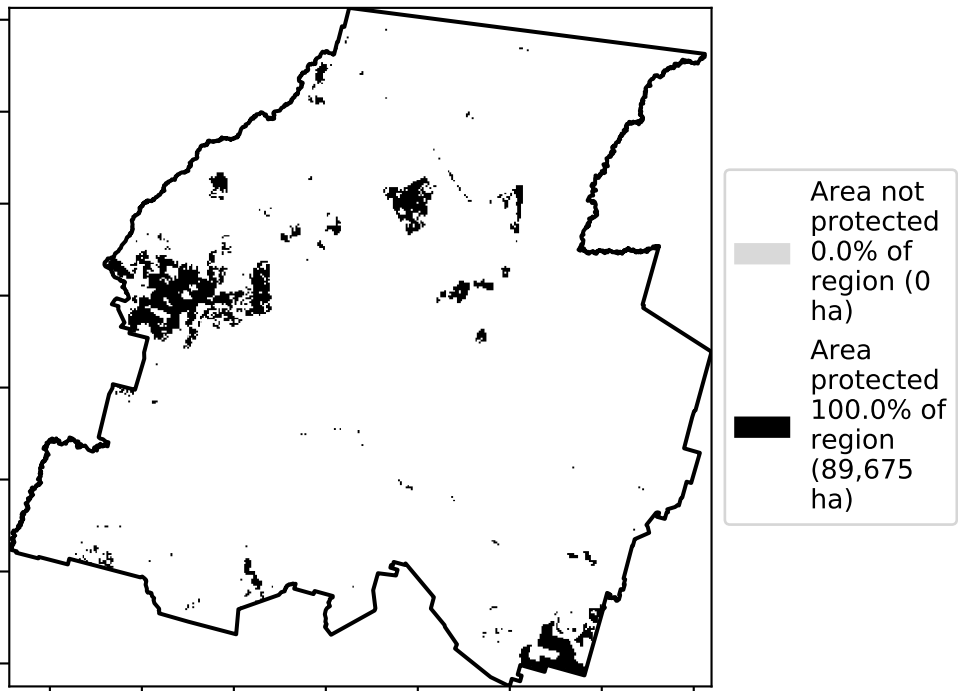 Area not
protected
0.0% of
region (0
ha)
Area
protected
100.0% of
region
(89,675
ha)